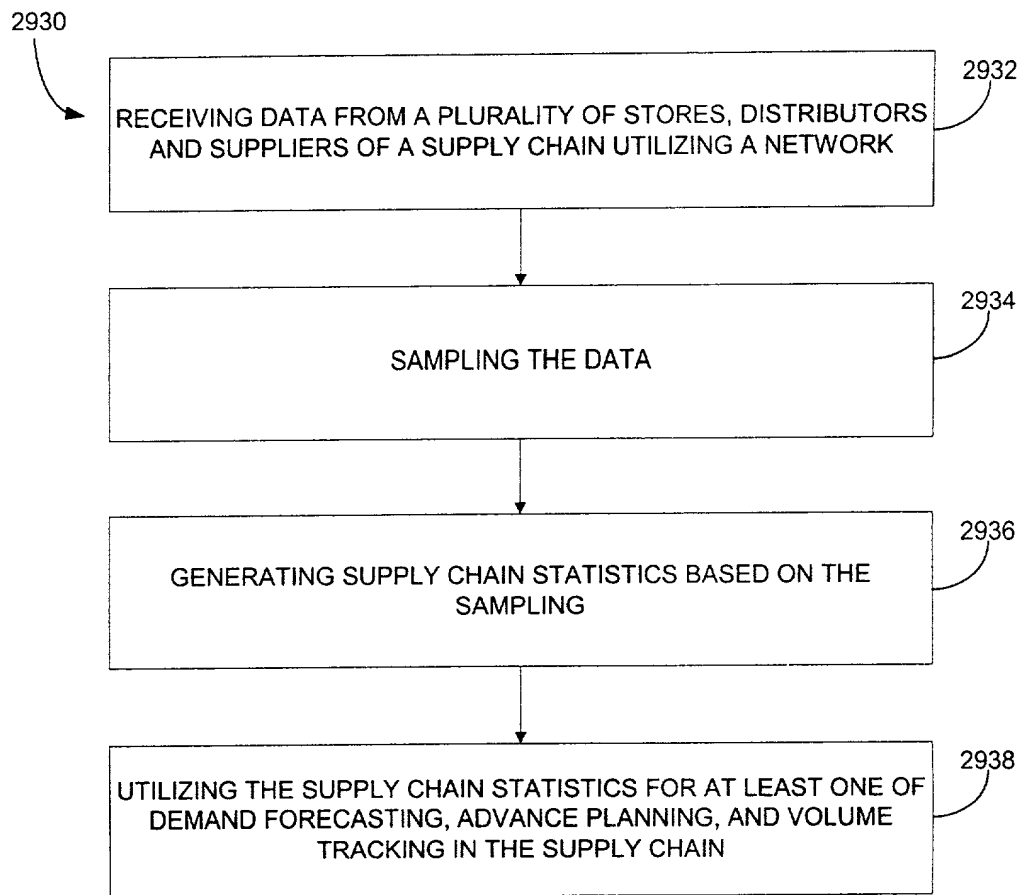 2930
2932
RECEIVING DATA FROM A PLURALITY OF STORES, DISTRIBUTORS
AND SUPPLIERS OF A SUPPLY CHAIN UTILIZING A NETWORK
2934
SAMPLING THE DATA
2936
GENERATING SUPPLY CHAIN STATISTICS BASED ON THE
SAMPLING
2938
UTILIZING THE SUPPLY CHAIN STATISTICS FOR AT LEAST ONE OF
DEMAND FORECASTING, ADVANCE PLANNING, AND VOLUME
TRACKING IN THE SUPPLY CHAIN